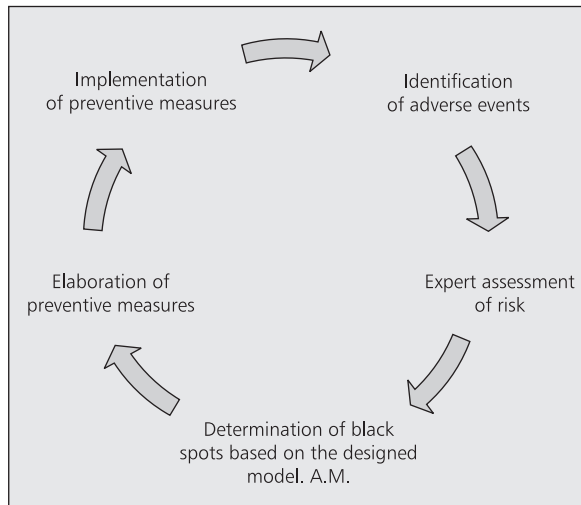 Implementation
of preventive measures
Identification
of adverse events
Expert assessment
of risk
Determination of black
spots based on the designed
model. A.M.
Elaboration of
preventive measures